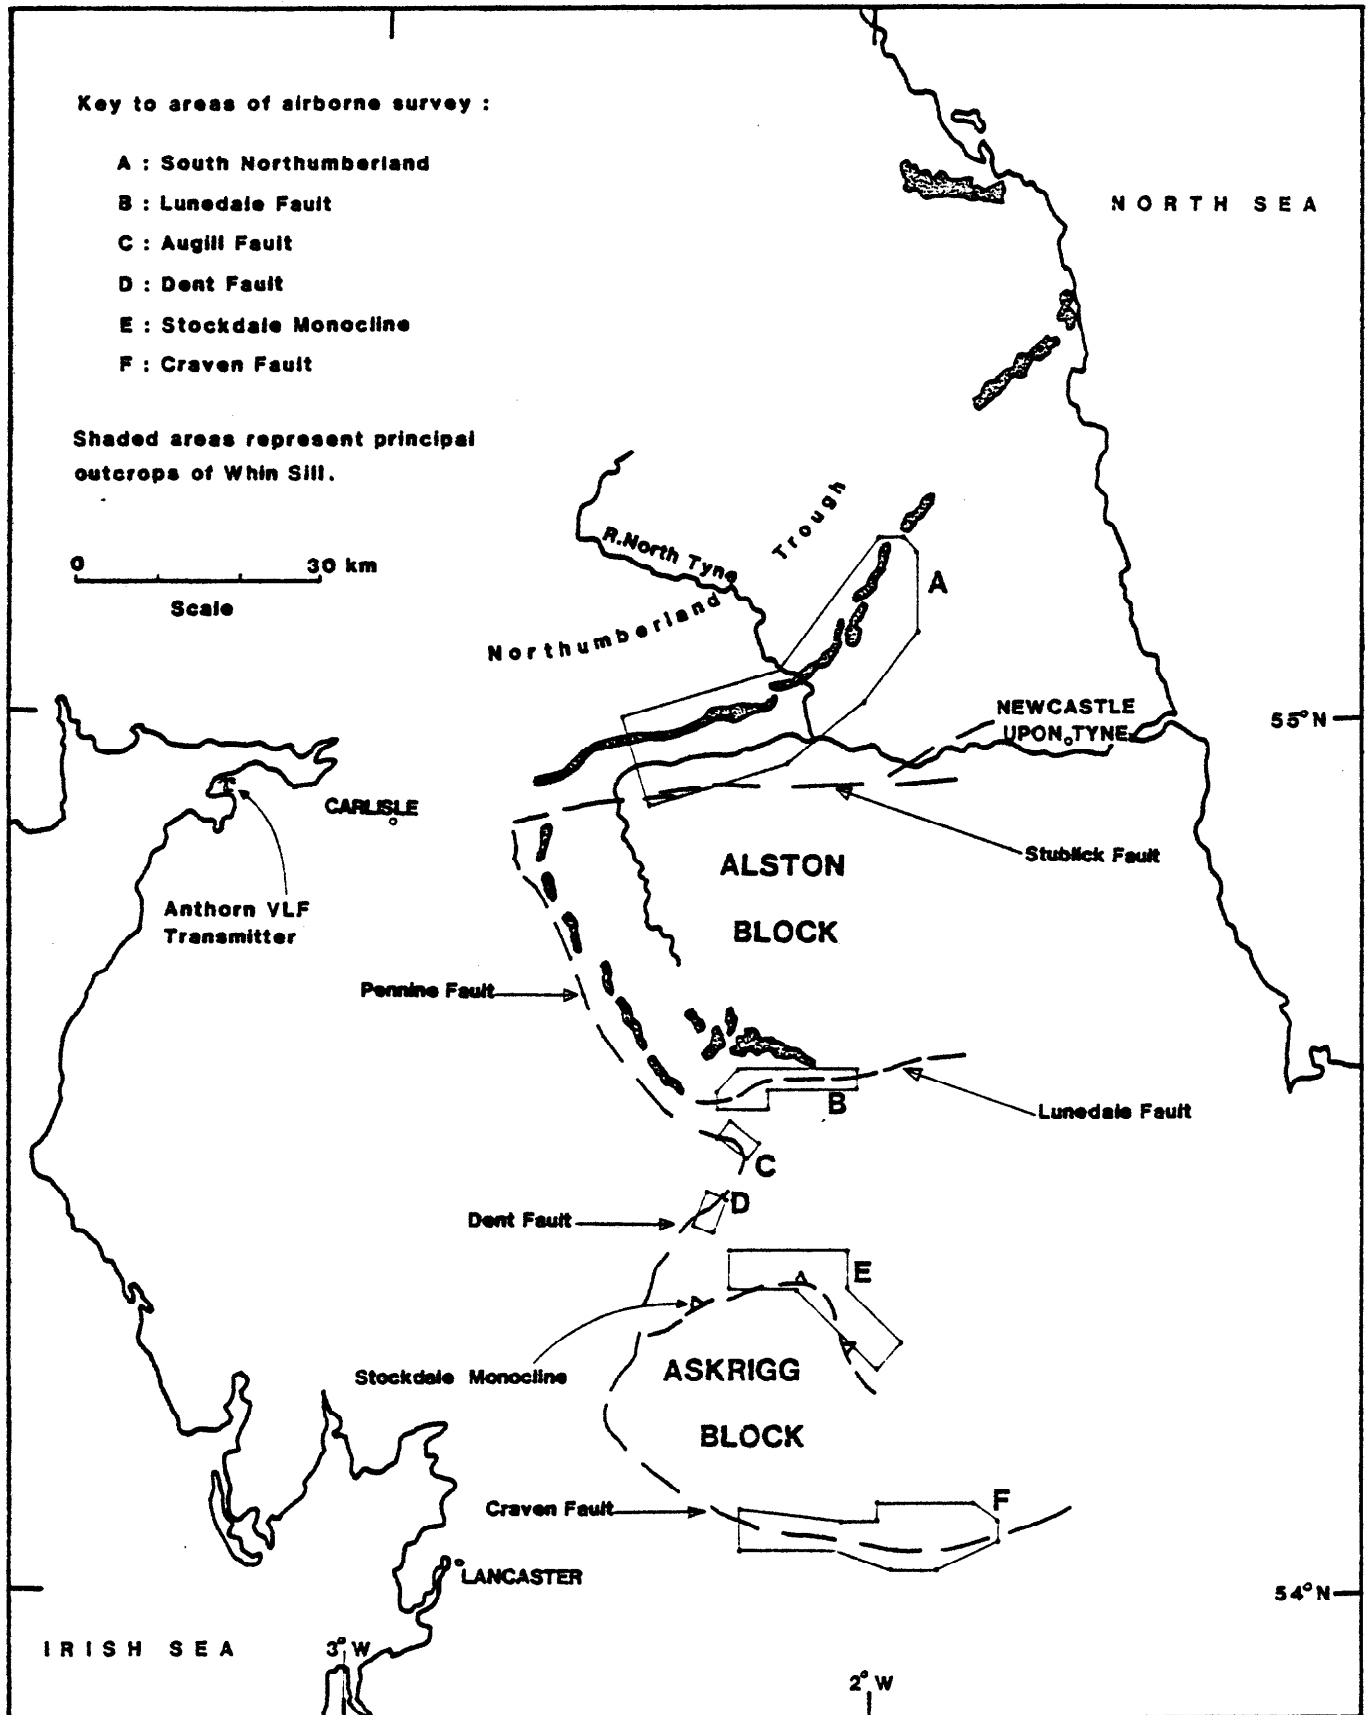 Key to areas of airborne survey :
A : South Northumberland
B : Lunedale Fault
C : Augill Fault
D : Dent Fault
E : Stockdale Monocline
F : Craven Fault
NORTH SEA
Shaded areas represent principal
outcrops of Whin Sill.
0 30 km
Scale
R.North Tyne
Northumberland Trough
A
NEWCASTLE
UPON TYNE
55°N
CARLISLE
Stublick Fault
ALSTON
BLOCK
Anthorn VLF
Transmitter
Pennine Fault
B
Lunedale Fault
C
D
Dent Fault
E
Stockdale Monocline
ASKRIGG
BLOCK
Craven Fault
F
LANCASTER
54°N
IRISH SEA
3°W
2°W